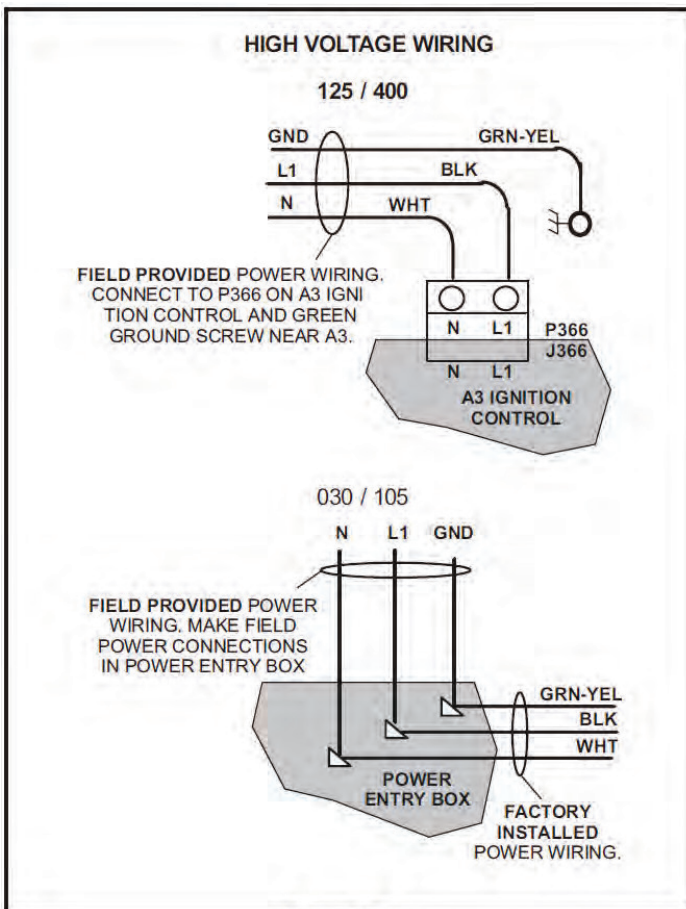 HIGH VOLTAGE WIRING
125 / 400
GND GRN-YEL
L1 BLK
N WHT
FIELD PROVIDED POWER WIRING.
CONNECT TO P366 ON A3 IGNI
TION CONTROL AND GREEN
GROUND SCREW NEAR A3.
N L1 P366
J366
N L1
A3 IGNITION
CONTROL
030 / 105
N L1 GND
FIELD PROVIDED POWER
WIRING. MAKE FIELD
POWER CONNECTIONS
IN POWER ENTRY BOX
GRN-YEL
BLK
WHT
POWER
ENTRY BOX
FACTORY
INSTALLED
POWER WIRING.